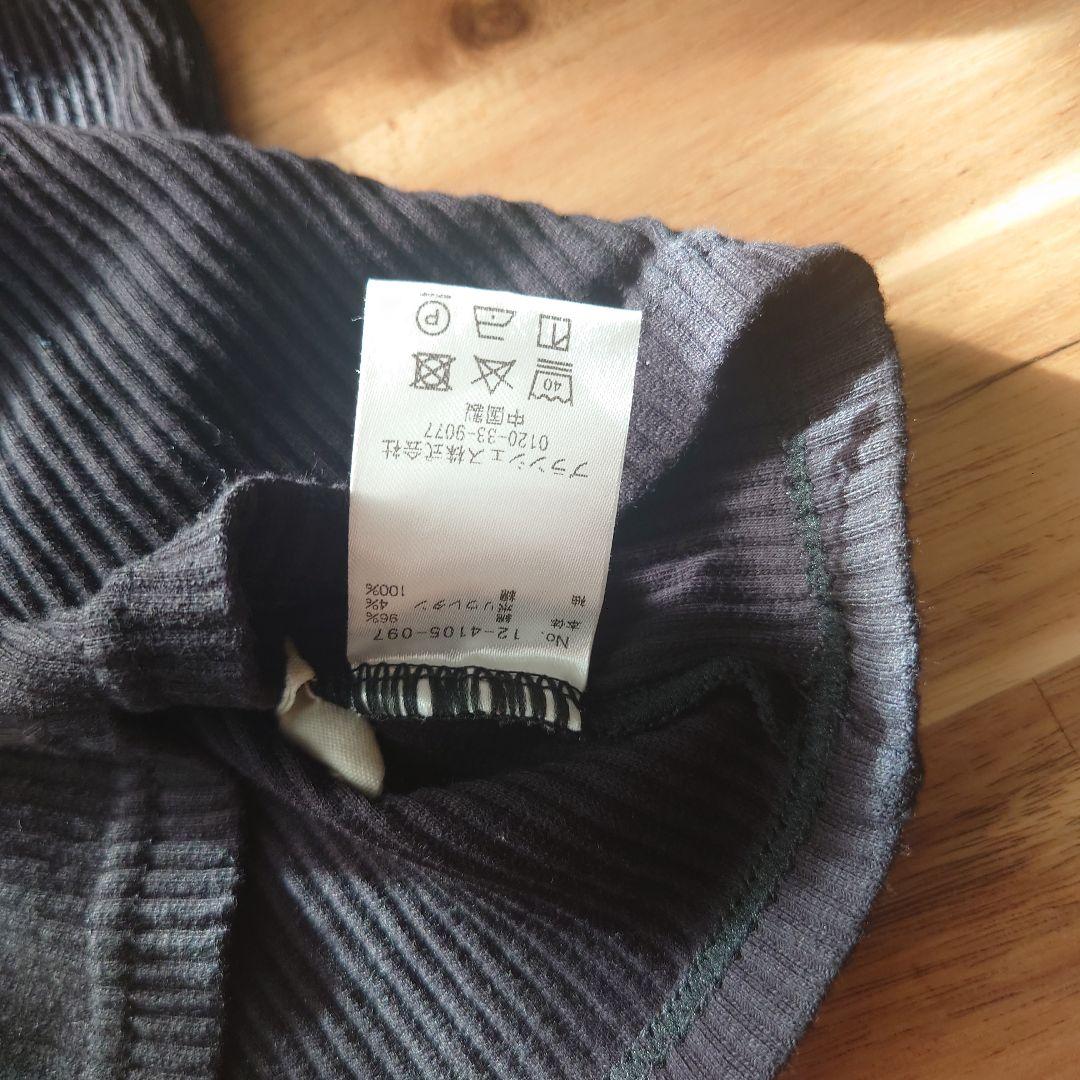 No. 12-4105-097
本体 綿 96%
ポリウレタン 4%
袖 綿 100%
ブランシェス株式会社
0120-33-9077
中国製
40
P